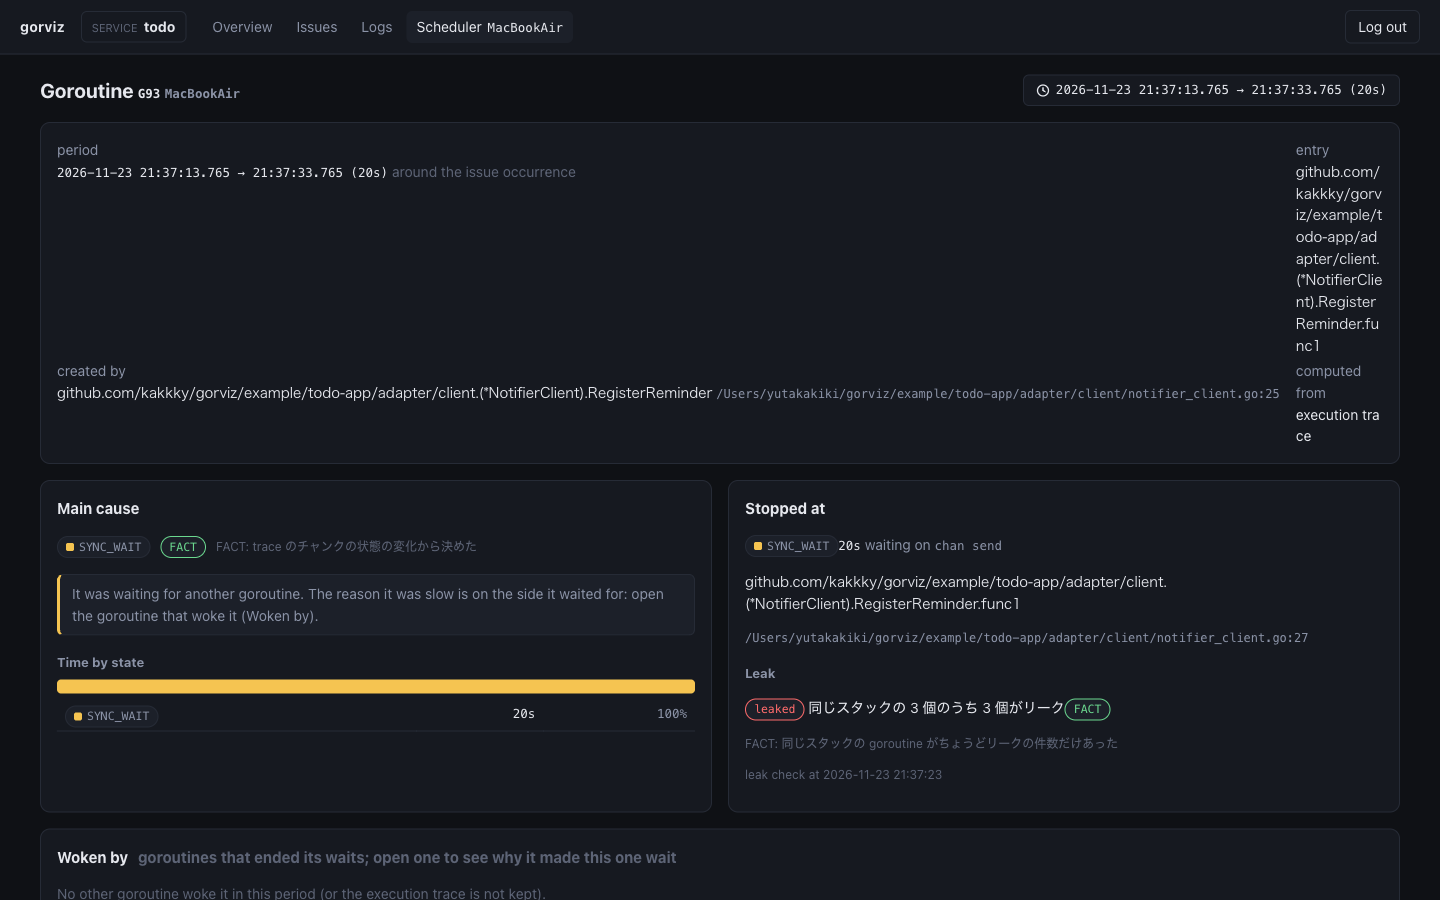 gorviz SERVICE todo Overview Issues Logs Scheduler MacBookAir Log out
Goroutine G93 MacBookAir 2026-11-23 21:37:13.765 → 21:37:33.765 (20s)
period
2026-11-23 21:37:13.765 → 21:37:33.765 (20s) around the issue occurrence
entry
github.com/
kakkky/gorv
iz/example/t
odo-app/ad
apter/client.
(*NotifierClie
nt).Register
Reminder.fu
nc1
created by
github.com/kakkky/gorviz/example/todo-app/adapter/client.(*NotifierClient).RegisterReminder /Users/yutakakiki/gorviz/example/todo-app/adapter/client/notifier_client.go:25
computed
from
execution tra
ce
Main cause
SYNC_WAIT FACT FACT: trace のチャンクの状態の変化から決めた
It was waiting for another goroutine. The reason it was slow is on the side it waited for: open
the goroutine that woke it (Woken by).
Time by state
SYNC_WAIT 20s 100%
Stopped at
SYNC_WAIT 20s waiting on chan send
github.com/kakkky/gorviz/example/todo-app/adapter/client.
(*NotifierClient).RegisterReminder.func1
/Users/yutakakiki/gorviz/example/todo-app/adapter/client/notifier_client.go:27
Leak
leaked 同じスタックの 3 個のうち 3 個がリーク FACT
FACT: 同じスタックの goroutine がちょうどリークの件数だけあった
leak check at 2026-11-23 21:37:23
Woken by goroutines that ended its waits; open one to see why it made this one wait
No other goroutine woke it in this period (or the execution trace is not kept).